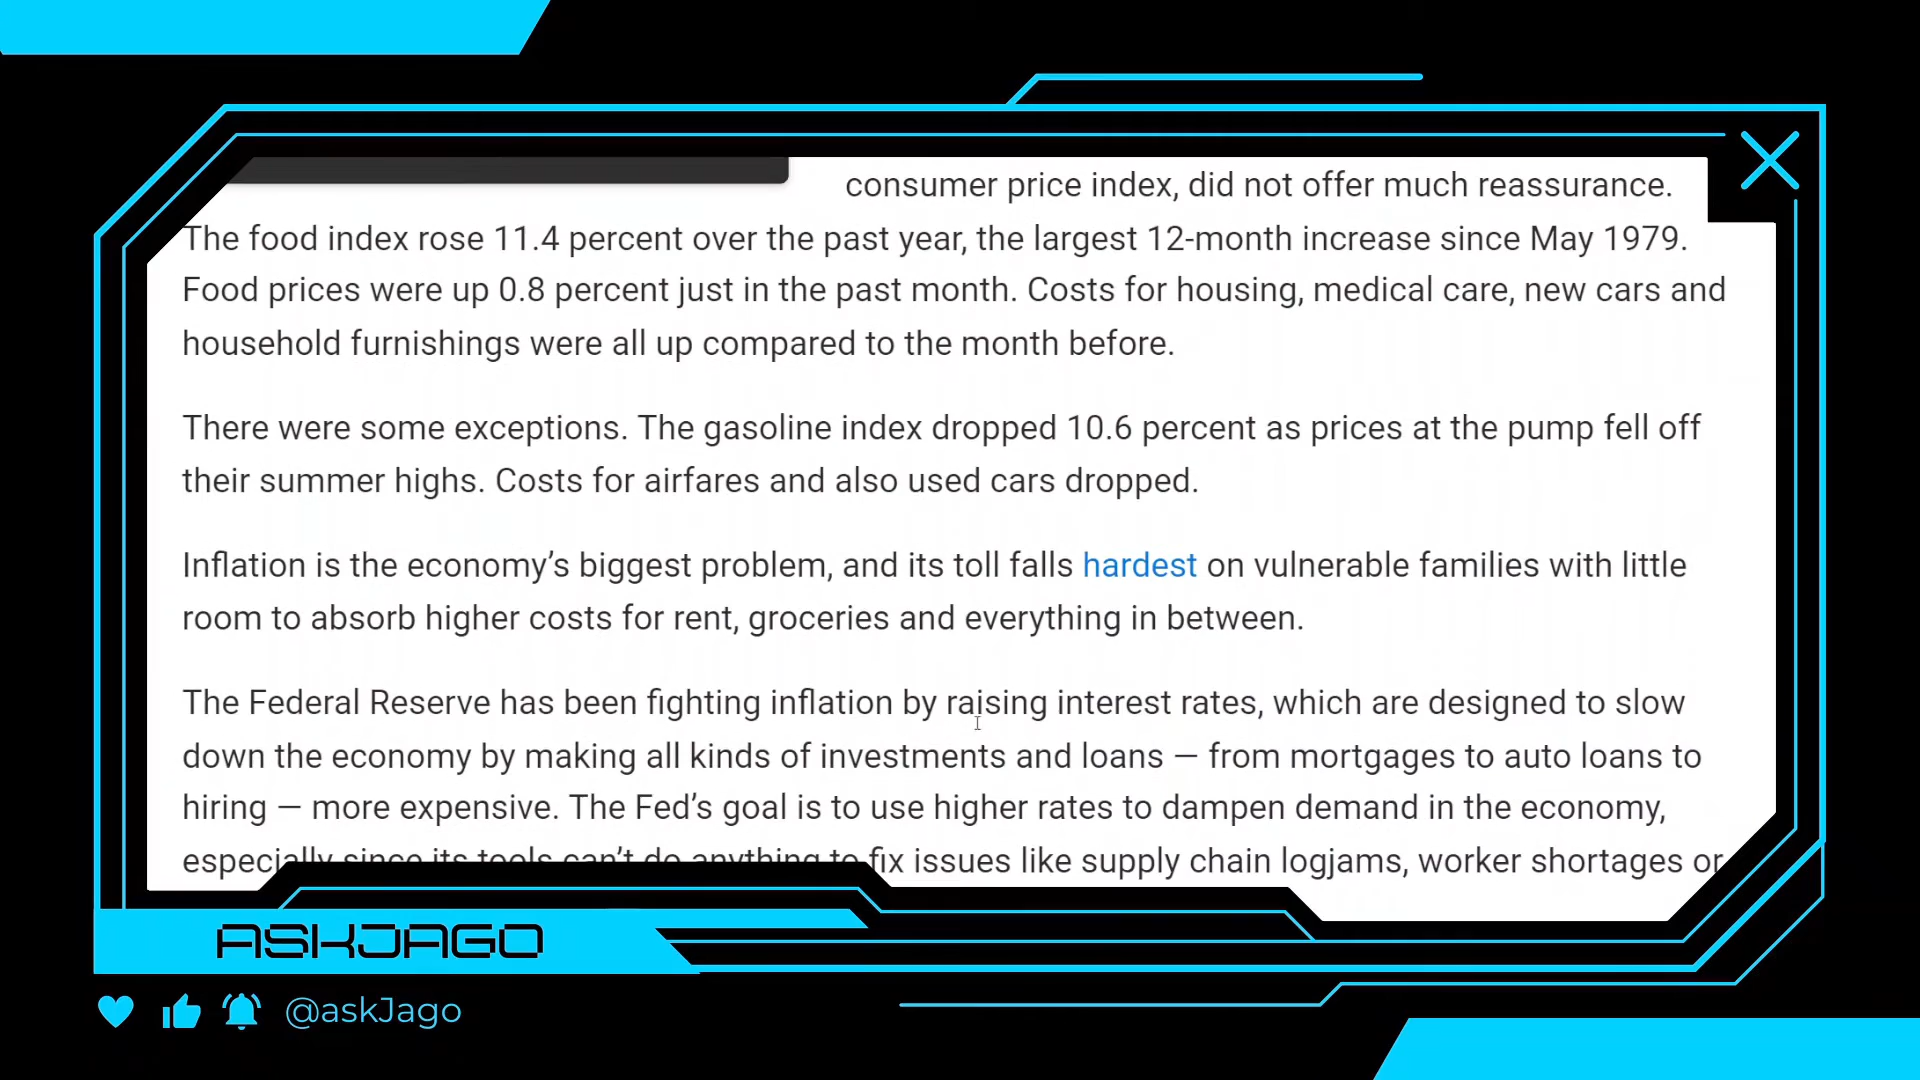 consumer price index, did not offer much reassurance.
The food index rose 11.4 percent over the past year, the largest 12-month increase since May 1979.
Food prices were up 0.8 percent just in the past month. Costs for housing, medical care, new cars and
household furnishings were all up compared to the month before.
There were some exceptions. The gasoline index dropped 10.6 percent as prices at the pump fell off
their summer highs. Costs for airfares and also used cars dropped.
Inflation is the economy’s biggest problem, and its toll falls hardest on vulnerable families with little
room to absorb higher costs for rent, groceries and everything in between.
The Federal Reserve has been fighting inflation by raising interest rates, which are designed to slow
down the economy by making all kinds of investments and loans — from mortgages to auto loans to
hiring — more expensive. The Fed’s goal is to use higher rates to dampen demand in the economy,
especially since its tools can’t do anything to fix issues like supply chain logjams, worker shortages or
ASKJAGO
@askJago